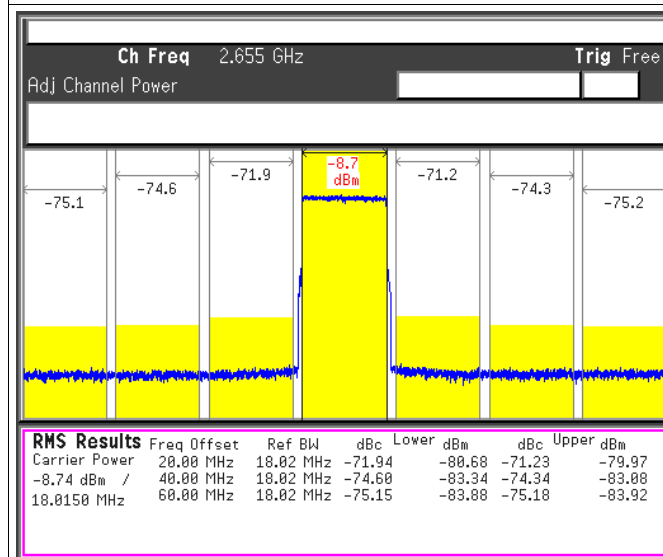 Ch Freq 2.655 GHz Trig Free
Adj Channel Power
-75.1 -74.6 -71.9 -8.7 dBm -71.2 -74.3 -75.2
RMS Results Freq Offset Ref BW dBc Lower dBm dBc Upper dBm
Carrier Power 20.00 MHz 18.02 MHz -71.94 -80.68 -71.23 -79.97
-8.74 dBm / 40.00 MHz 18.02 MHz -74.60 -83.34 -74.34 -83.08
18.0150 MHz 60.00 MHz 18.02 MHz -75.15 -83.88 -75.18 -83.92